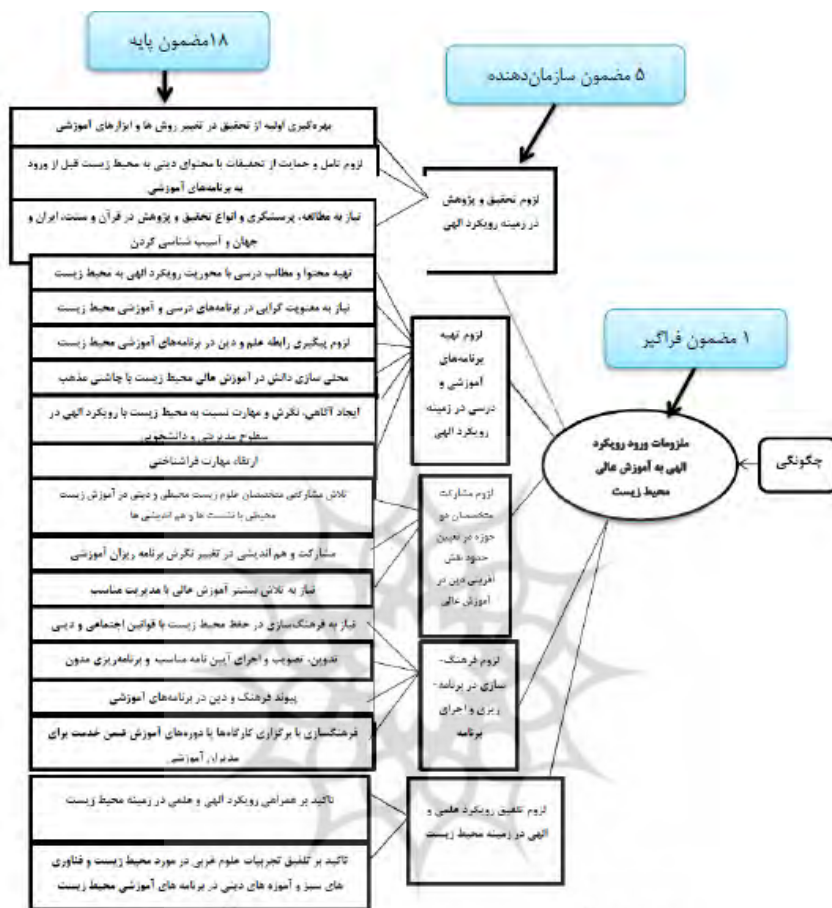 ۱۸مضمون پایه
۵ مضمون سازمان‌دهنده
۱ مضمون فراگیر
بهره‌گیری اولیه از تحقیق در تغییر روش ها و ابزارهای آموزشی
لزوم تامل و حمایت از تحقیقات با محتوای دینی به محیط زیست قبل از ورود
به برنامه‌های آموزشی
نیاز به مطالعه، پرسشگری و انواع تحقیق و پژوهش در قرآن و سنت، ایران و
جهان و آسیب شناسی کردن
لزوم تحقیق و پژوهش
در زمینه رویکرد الهی
تهیه محتوا و مطالب درسی با محوریت رویکرد الهی به محیط زیست
نیاز به معنویت گرایی در برنامه‌های درسی و آموزشی محیط زیست
لزوم پیگیری رابطه علم و دین در برنامه‌های آموزشی محیط زیست
محلی سازی دانش در آموزش عالی محیط زیست با چاشنی مذهب
ایجاد آگاهی، نگرش و مهارت نسبت به محیط زیست با رویکرد الهی در
سطوح مدیریتی و دانشجویی
ارتقاء مهارت فراشناختی
لزوم تهیه
برنامه‌های
آموزشی و
درسی در زمینه
رویکرد الهی
تلاش مشارکتی متخصصان علوم زیست محیطی و دینی در آموزش زیست
محیطی با نشست ها و هم اندیشی ها
مشارکت و هم اندیشی در تغییر نگرش برنامه ریزان آموزشی
نیاز به تلاش بیشتر آموزش عالی با مدیریت مناسب
لزوم مشارکت
متخصصان دو
حوزه در تعیین
حدود نقش
آفرینی دین در
آموزش عالی
نیاز به فرهنگ‌سازی در حفظ محیط زیست با قوانین اجتماعی و دینی
تدوین، تصویب و اجرای آیین نامه مناسب و برنامه‌ریزی مدون
پیوند فرهنگ و دین در برنامه‌های آموزشی
فرهنگسازی با برگزاری کارگاه‌ها یا دوره‌های آموزش ضمن خدمت برای
مدیران آموزشی
لزوم فرهنگ-
سازی در برنامه-
ریزی و اجرای
برنامه
تاکید بر همراهی رویکرد الهی و علمی در زمینه محیط زیست
تاکید بر تلفیق تجربیات علوم غربی در مورد محیط زیست و فناوری
های سبز و آموزه های دینی در برنامه های آموزشی محیط زیست
لزوم تلفیق رویکرد علمی و
الهی در زمینه محیط زیست
ملزومات ورود رویکرد
الهی به آموزش عالی
محیط زیست
چگونگی